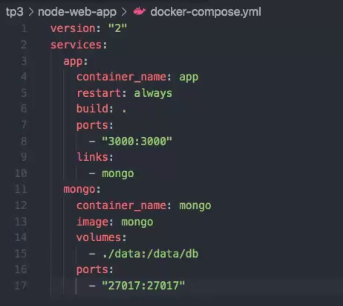 tp3 > node-web-app > docker-compose.yml
1 version: "2"
2 services:
3   app:
4     container_name: app
5     restart: always
6     build: .
7     ports:
8       - "3000:3000"
9     links:
10       - mongo
11   mongo:
12     container_name: mongo
13     image: mongo
14     volumes:
15       - ./data:/data/db
16     ports:
17       - "27017:27017"